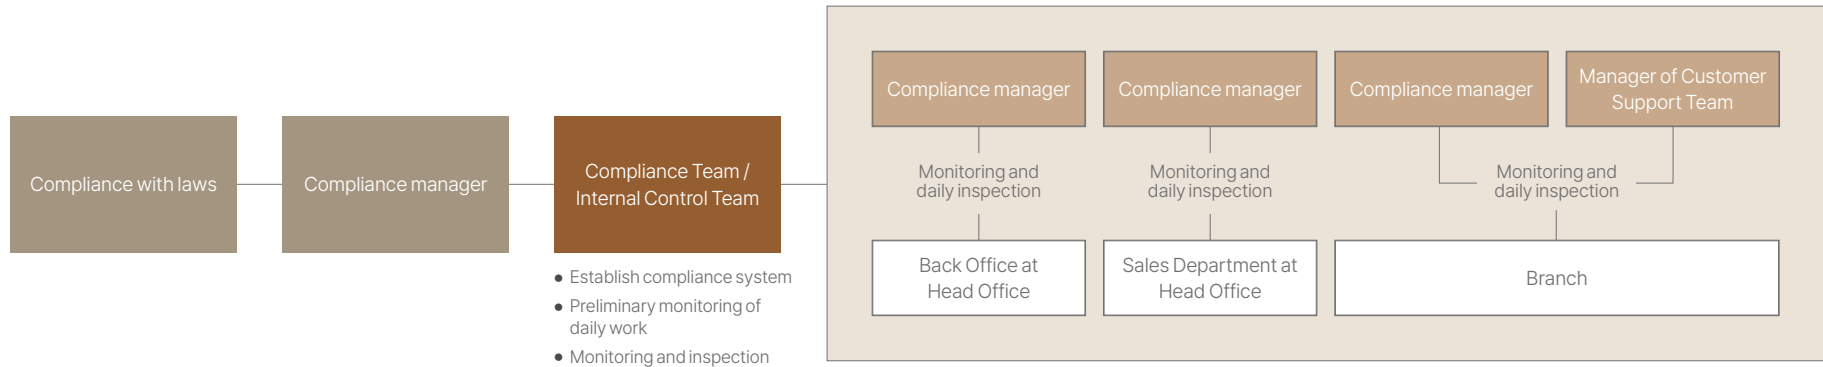 Compliance with laws
Compliance manager
Compliance Team /
Internal Control Team
● Establish compliance system
● Preliminary monitoring of
daily work
● Monitoring and inspection
Compliance manager
Monitoring and
daily inspection
Back Office at
Head Office
Compliance manager
Monitoring and
daily inspection
Sales Department at
Head Office
Compliance manager
Manager of Customer
Support Team
Monitoring and
daily inspection
Branch